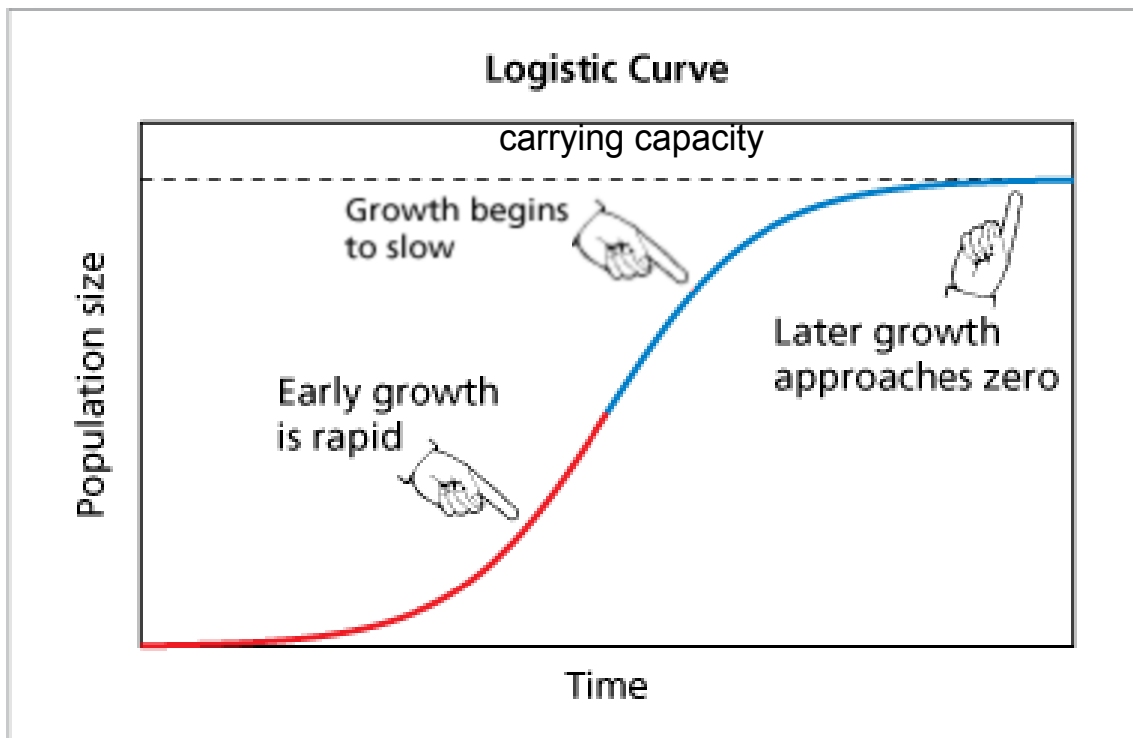 Logistic Curve
carrying capacity
Growth begins
to slow
Later growth
approaches zero
Early growth
is rapid
Population size
Time